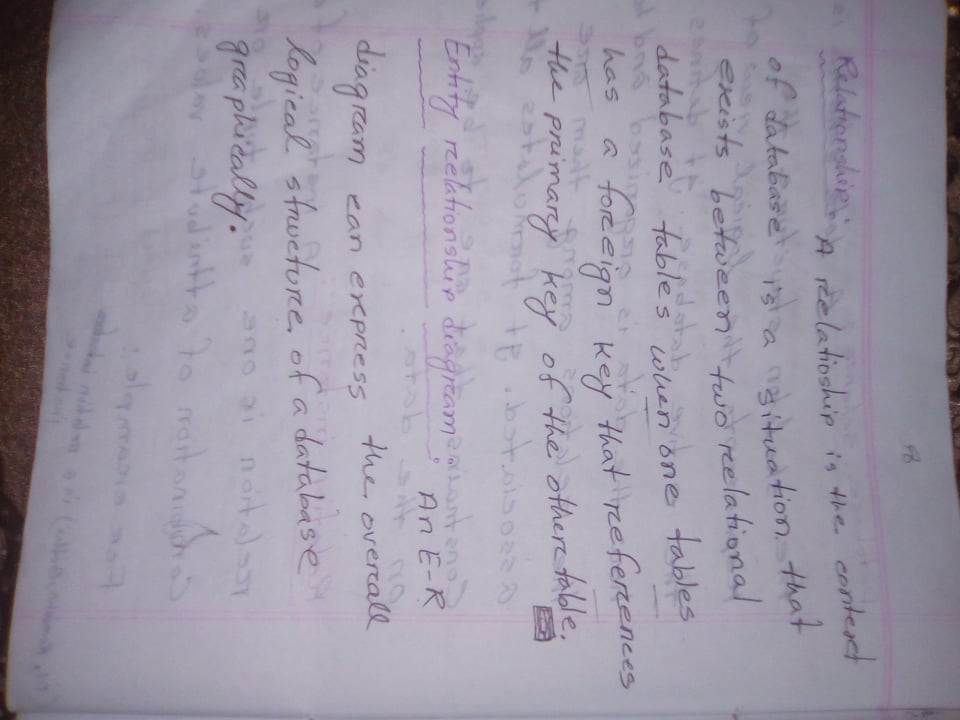 8
Relationship: A relatioship is the context
of database is a situation that
exists between two relational
database tables when one tables
has a foreign key that references
the primary key of the other table.
Entity relationship diagram: An E-R
diagram can express the overall
logical structure of a database
graphically.